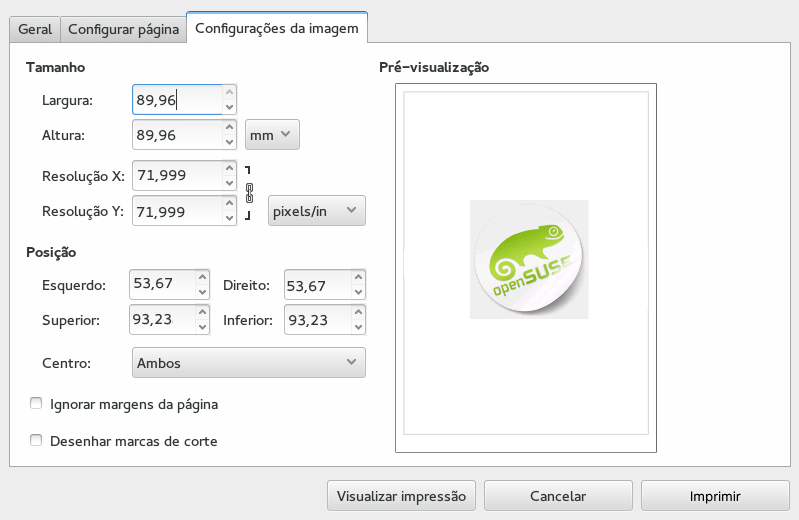 Geral Configurar página Configurações da imagem
Tamanho
Largura: 89,96
Altura: 89,96 mm
Resolução X: 71,999
Resolução Y: 71,999 pixels/in
Posição
Esquerdo: 53,67 Direito: 53,67
Superior: 93,23 Inferior: 93,23
Centro: Ambos
Ignorar margens da página
Desenhar marcas de corte
Pré-visualização
openSUSE
Visualizar impressão Cancelar Imprimir